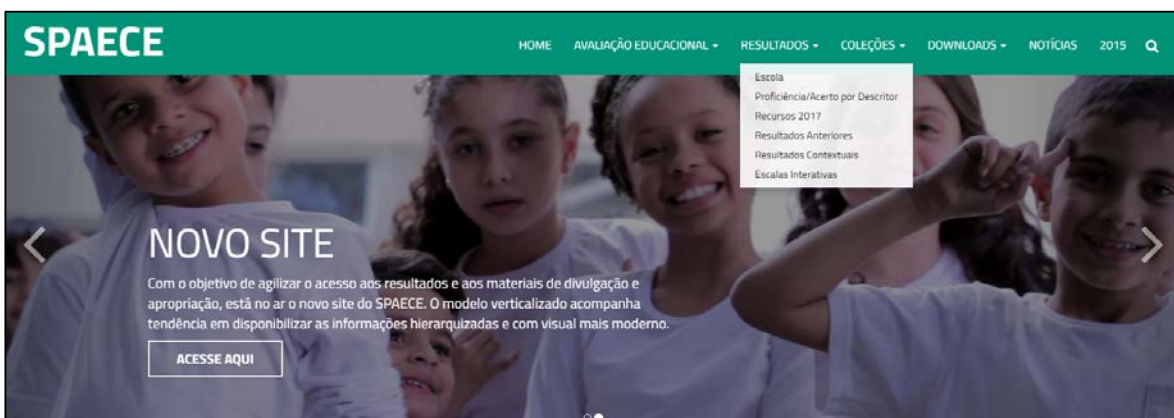 SPAECE
HOME AVALIAÇÃO EDUCACIONAL RESULTADOS COLEÇÕES DOWNLOADS NOTÍCIAS 2015
Escola
Proficiência/Acerto por Descritor
Recursos 2017
Resultados Anteriores
Resultados Contextuais
Escalas Interativas
NOVO SITE
Com o objetivo de agilizar o acesso aos resultados e aos materiais de divulgação e
apropriação, está no ar o novo site do SPAECE. O modelo verticalizado acompanha
tendência em disponibilizar as informações hierarquizadas e com visual mais moderno.
ACESSE AQUI